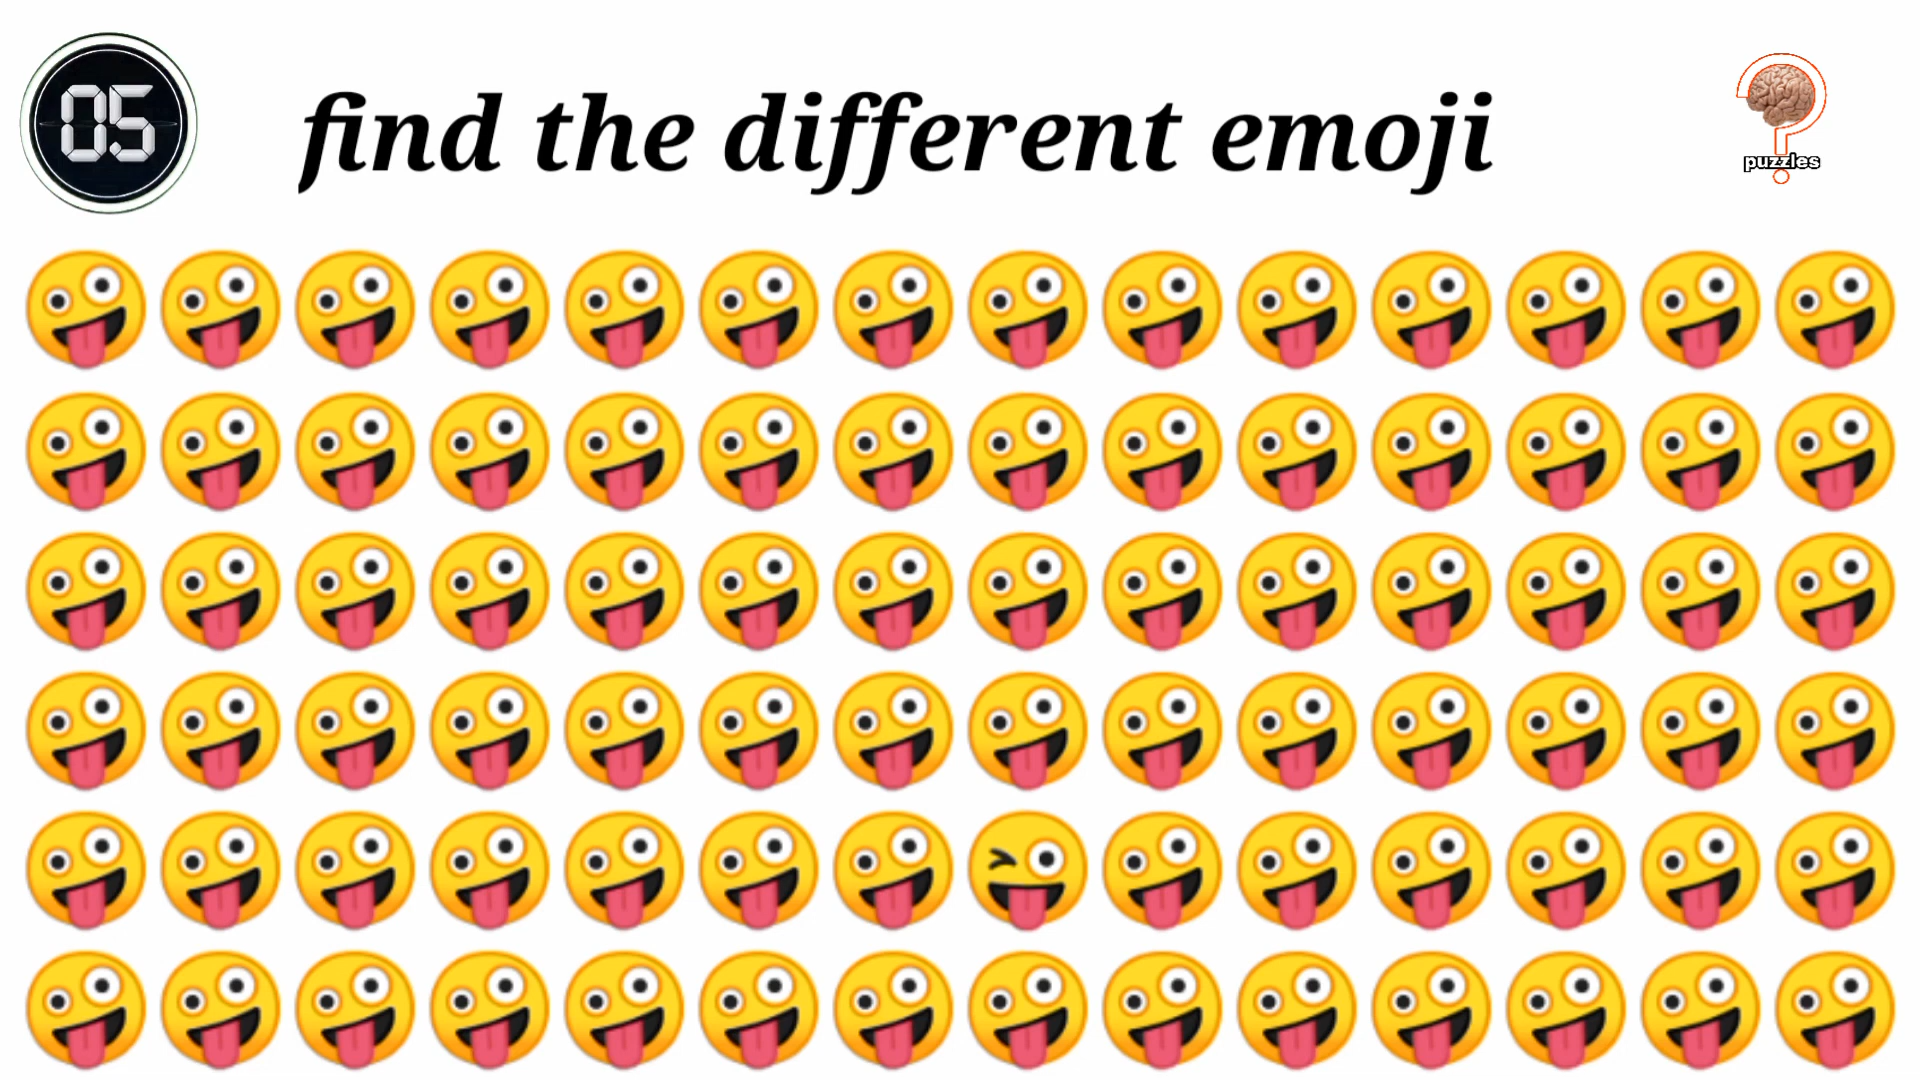 05
find the different emoji
puzzles